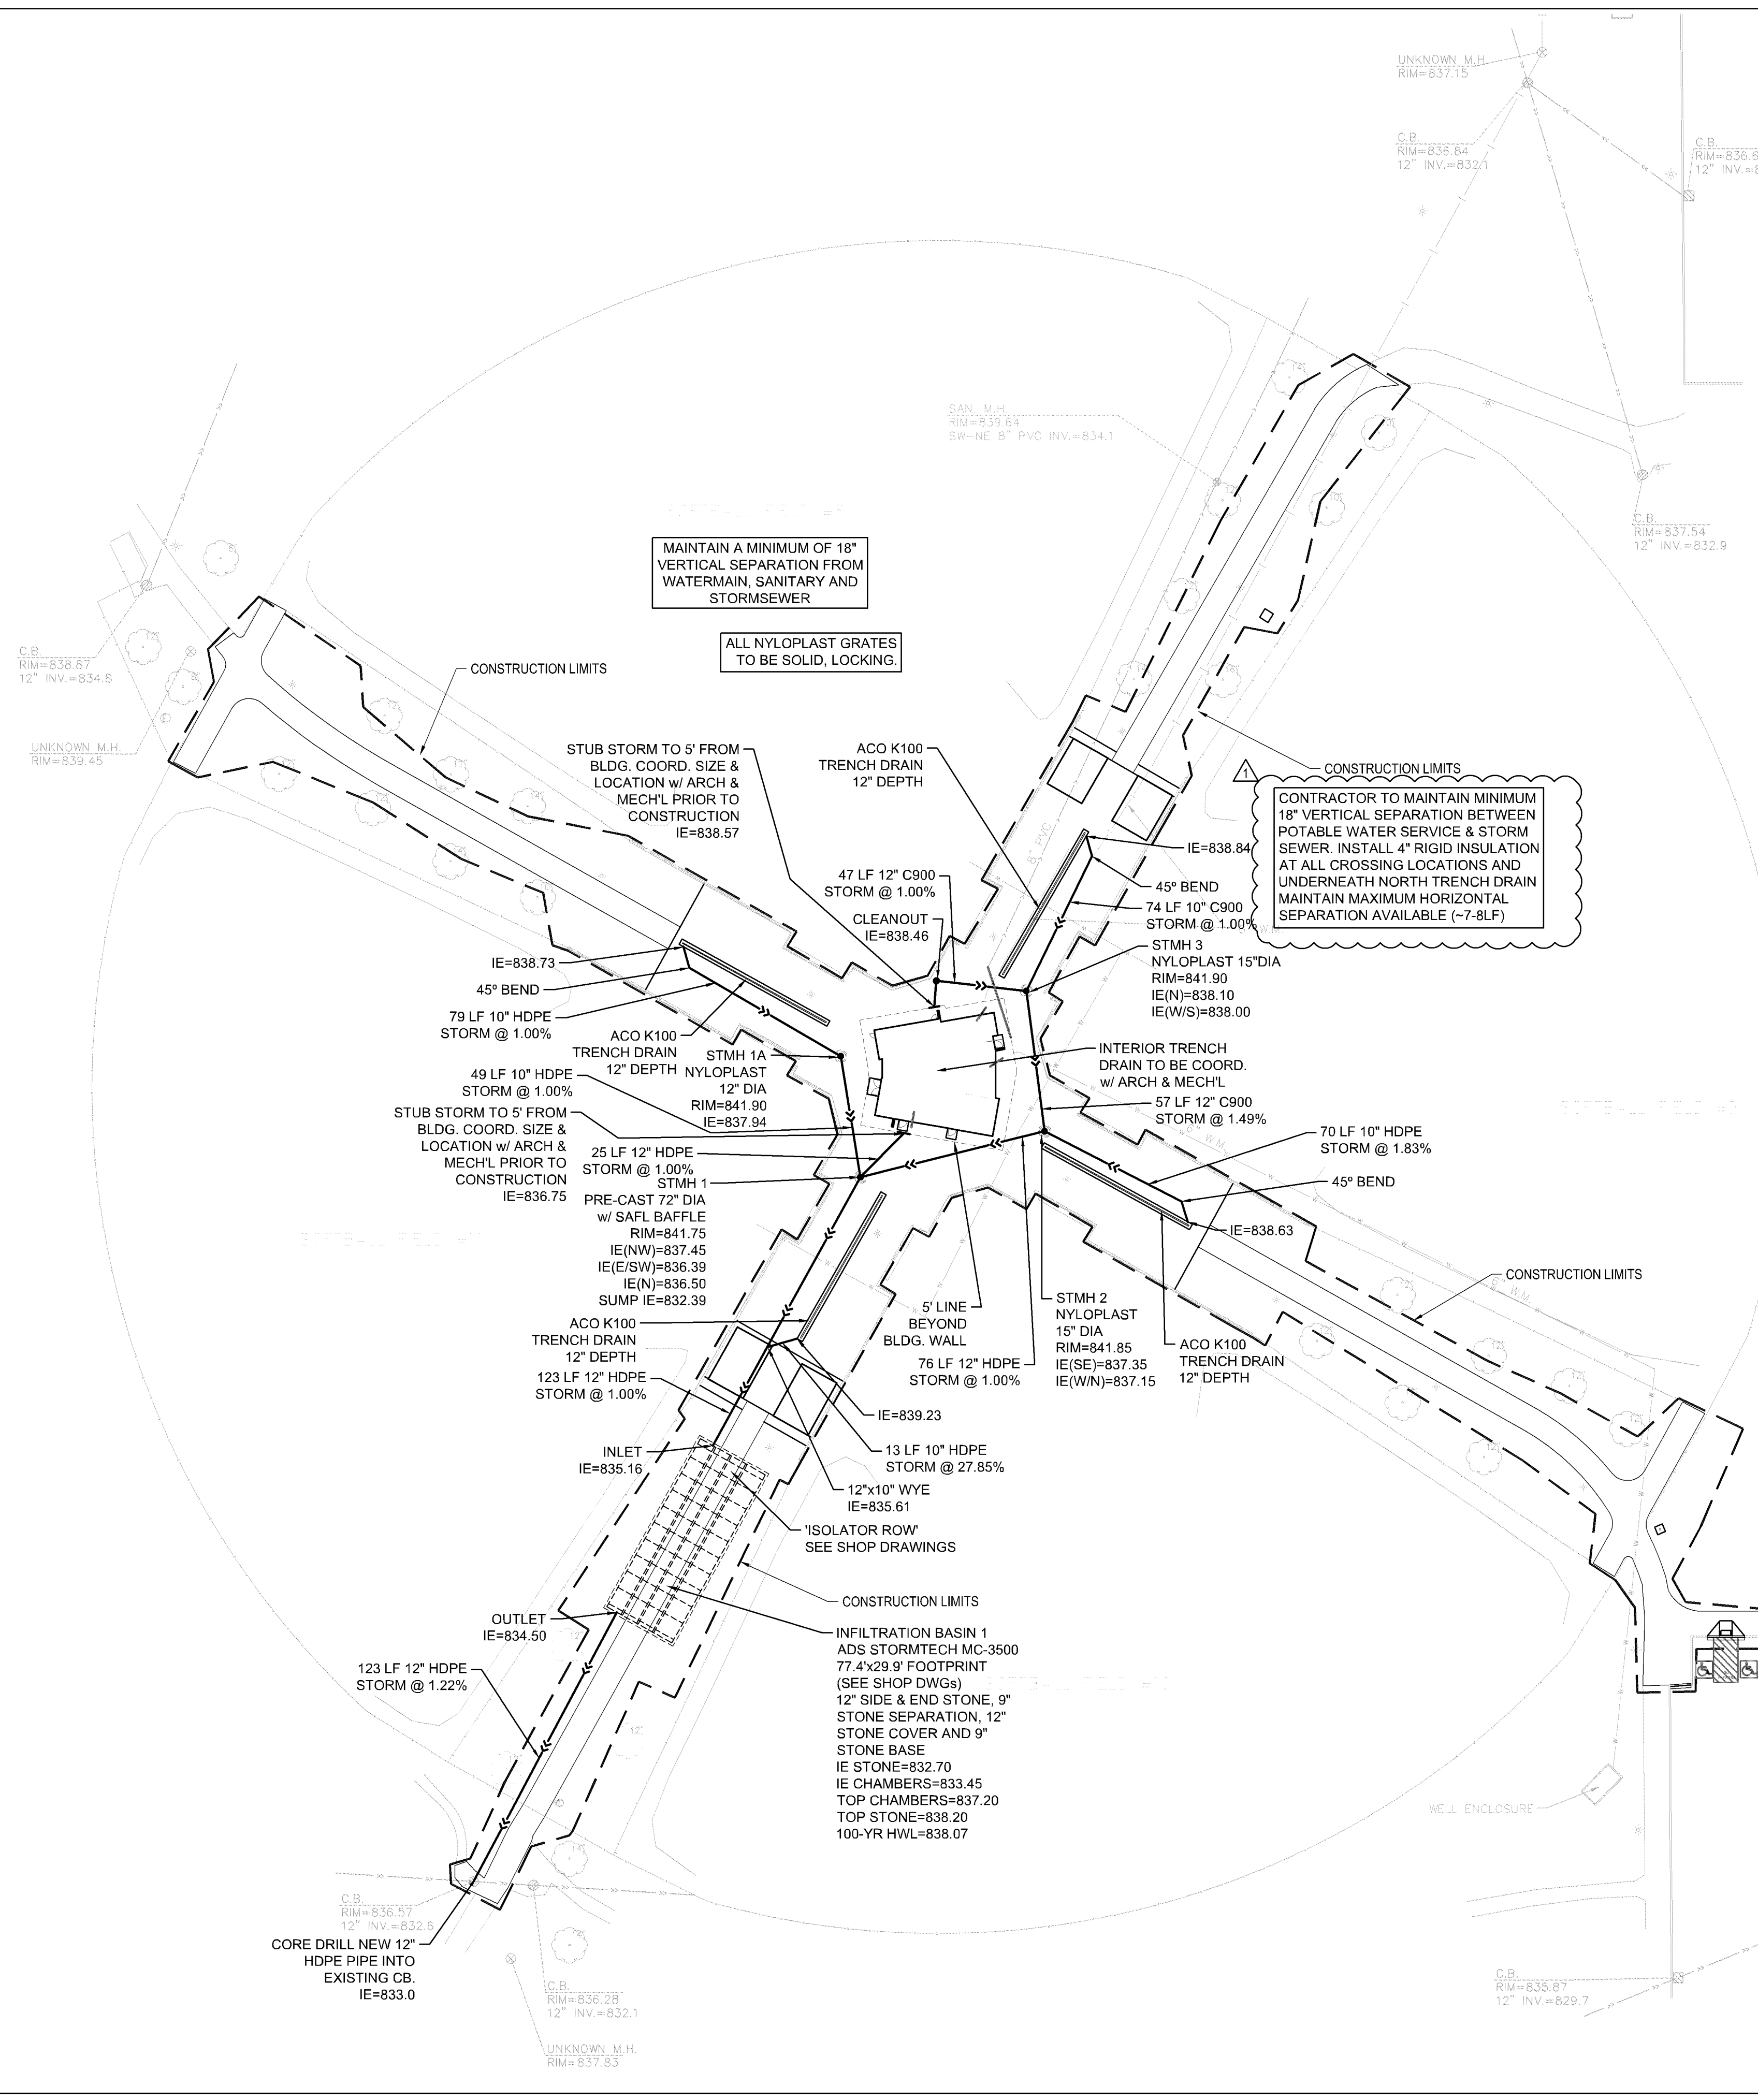 UNKNOWN M.H.
RIM=837.15
C.B.
RIM=836.84
12" INV.=832.1
C.B.
12" INV.=
SAN. M.H.
RIM=839.64
SW-NE 8" PVC INV.=834.1
C.B.
RIM=837.54
12" INV.=832.9
MAINTAIN A MINIMUM OF 18"
VERTICAL SEPARATION FROM
WATERMAIN, SANITARY AND
STORMSEWER
ALL NYLOPLAST GRATES
TO BE SOLID, LOCKING.
C.B.
RIM=838.87
12" INV.=834.8
UNKNOWN M.H.
RIM=839.45
CONSTRUCTION LIMITS
STUB STORM TO 5' FROM
BLDG. COORD. SIZE &
LOCATION w/ ARCH &
MECH'L PRIOR TO
CONSTRUCTION
IE=838.57
ACO K100
TRENCH DRAIN
12" DEPTH
8" PVC
CONSTRUCTION LIMITS
1
CONTRACTOR TO MAINTAIN MINIMUM
18" VERTICAL SEPARATION BETWEEN
POTABLE WATER SERVICE & STORM
SEWER. INSTALL 4" RIGID INSULATION
AT ALL CROSSING LOCATIONS AND
UNDERNEATH NORTH TRENCH DRAIN
MAINTAIN MAXIMUM HORIZONTAL
SEPARATION AVAILABLE (~7-8LF)
IE=838.84
45º BEND
74 LF 10" C900
STORM @ 1.00%
47 LF 12" C900
STORM @ 1.00%
CLEANOUT
IE=838.46
STMH 3
NYLOPLAST 15"DIA
RIM=841.90
IE(N)=838.10
IE(W/S)=838.00
IE=838.73
45º BEND
79 LF 10" HDPE
STORM @ 1.00%
ACO K100
TRENCH DRAIN
12" DEPTH
STMH 1A
NYLOPLAST
12" DIA
RIM=841.90
IE=837.94
49 LF 10" HDPE
STORM @ 1.00%
STUB STORM TO 5' FROM
BLDG. COORD. SIZE &
LOCATION w/ ARCH &
MECH'L PRIOR TO
CONSTRUCTION
IE=836.75
25 LF 12" HDPE
STORM @ 1.00%
STMH 1
PRE-CAST 72" DIA
w/ SAFL BAFFLE
RIM=841.75
IE(NW)=837.45
IE(E/SW)=836.39
IE(N)=836.50
SUMP IE=832.39
INTERIOR TRENCH
DRAIN TO BE COORD.
w/ ARCH & MECH'L
57 LF 12" C900
STORM @ 1.49%
70 LF 10" HDPE
STORM @ 1.83%
45º BEND
IE=838.63
CONSTRUCTION LIMITS
6" W.M.
6" W.M.
ACO K100
TRENCH DRAIN
12" DEPTH
123 LF 12" HDPE
STORM @ 1.00%
5' LINE
BEYOND
BLDG. WALL
76 LF 12" HDPE
STORM @ 1.00%
STMH 2
NYLOPLAST
15" DIA
RIM=841.85
IE(SE)=837.35
IE(W/N)=837.15
ACO K100
TRENCH DRAIN
12" DEPTH
IE=839.23
13 LF 10" HDPE
STORM @ 27.85%
12"x10" WYE
IE=835.61
INLET
IE=835.16
'ISOLATOR ROW'
SEE SHOP DRAWINGS
CONSTRUCTION LIMITS
OUTLET
IE=834.50
INFILTRATION BASIN 1
ADS STORMTECH MC-3500
77.4'x29.9' FOOTPRINT
(SEE SHOP DWGs)
12" SIDE & END STONE, 9"
STONE SEPARATION, 12"
STONE COVER AND 9"
STONE BASE
IE STONE=832.70
IE CHAMBERS=833.45
TOP CHAMBERS=837.20
TOP STONE=838.20
100-YR HWL=838.07
123 LF 12" HDPE
STORM @ 1.22%
WELL ENCLOSURE
C.B.
RIM=836.57
12" INV.=832.6
CORE DRILL NEW 12"
HDPE PIPE INTO
EXISTING CB.
IE=833.0
C.B.
RIM=836.28
12" INV.=832.1
UNKNOWN M.H.
RIM=837.83
C.B.
RIM=835.87
12" INV.=829.7